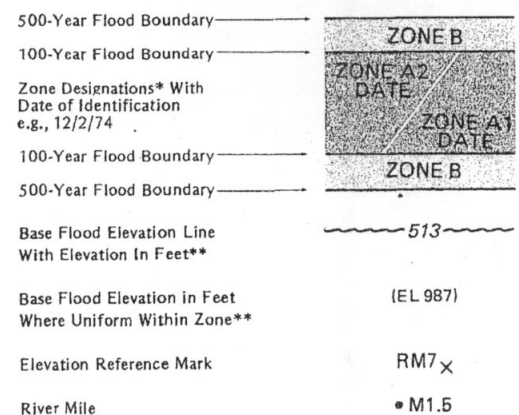 500-Year Flood Boundary
ZONE B
100-Year Flood Boundary
ZONE A2
DATE
Zone Designations* With
Date of Identification
e.g., 12/2/74
ZONE A1
DATE
100-Year Flood Boundary
ZONE B
500-Year Flood Boundary
Base Flood Elevation Line
With Elevation In Feet**
513
Base Flood Elevation in Feet
Where Uniform Within Zone**
(EL 987)
Elevation Reference Mark
RM7
River Mile
M1.5